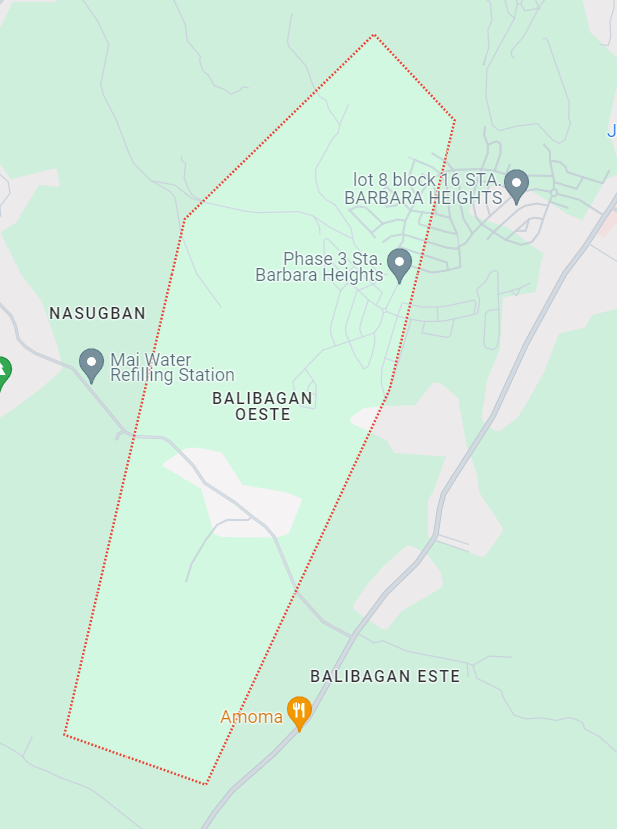 J
lot 8 block 16 STA.
BARBARA HEIGHTS
Phase 3 Sta.
Barbara Heights
NASUGBAN
Mai Water
Refilling Station
BALIBAGAN
OESTE
BALIBAGAN ESTE
Amoma